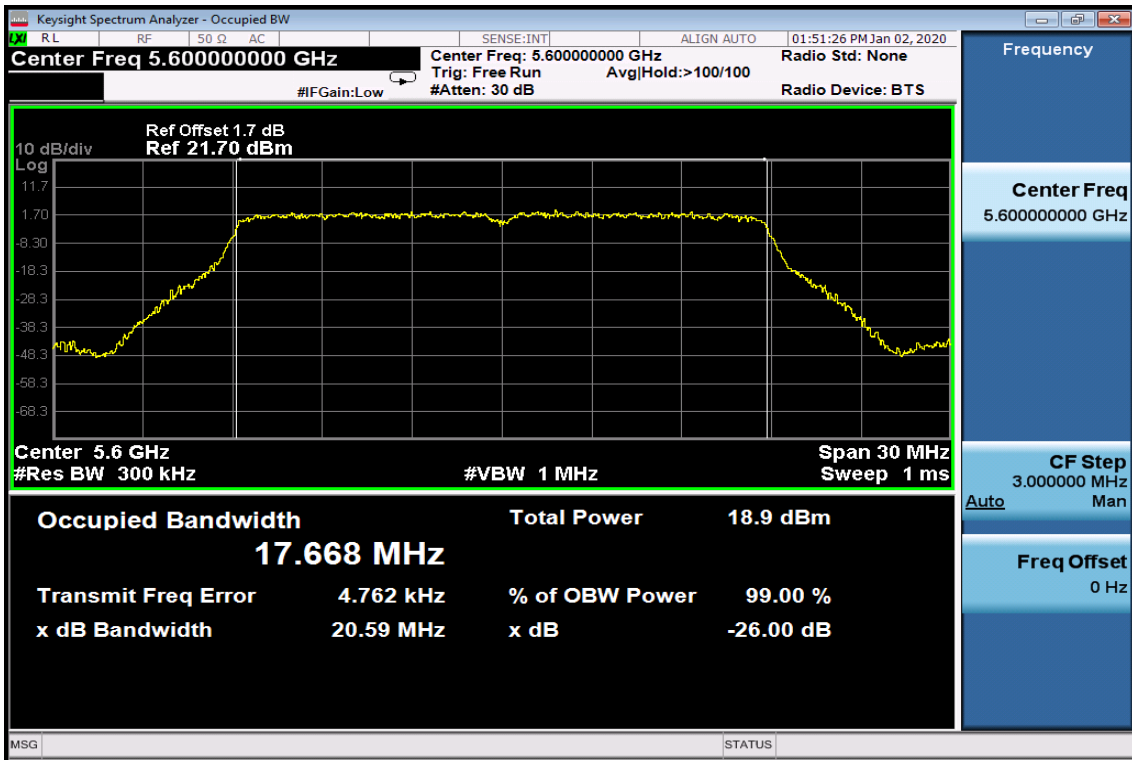 Keysight Spectrum Analyzer - Occupied BW
LXI RL RF 50 Ω AC SENSE:INT ALIGN AUTO 01:51:26 PM Jan 02, 2020
Center Freq 5.600000000 GHz
#IFGain:Low
Center Freq: 5.600000000 GHz
Trig: Free Run Avg|Hold:>100/100
#Atten: 30 dB
Radio Std: None
Radio Device: BTS
Ref Offset 1.7 dB
10 dB/div Ref 21.70 dBm
Log
11.7
1.70
-8.30
-18.3
-28.3
-38.3
-48.3
-58.3
-68.3
Center 5.6 GHz Span 30 MHz
#Res BW 300 kHz #VBW 1 MHz Sweep 1 ms
Occupied Bandwidth Total Power 18.9 dBm
17.668 MHz
Transmit Freq Error 4.762 kHz % of OBW Power 99.00 %
x dB Bandwidth 20.59 MHz x dB -26.00 dB
MSG STATUS
Frequency
Center Freq
5.600000000 GHz
CF Step
3.000000 MHz
Auto Man
Freq Offset
0 Hz